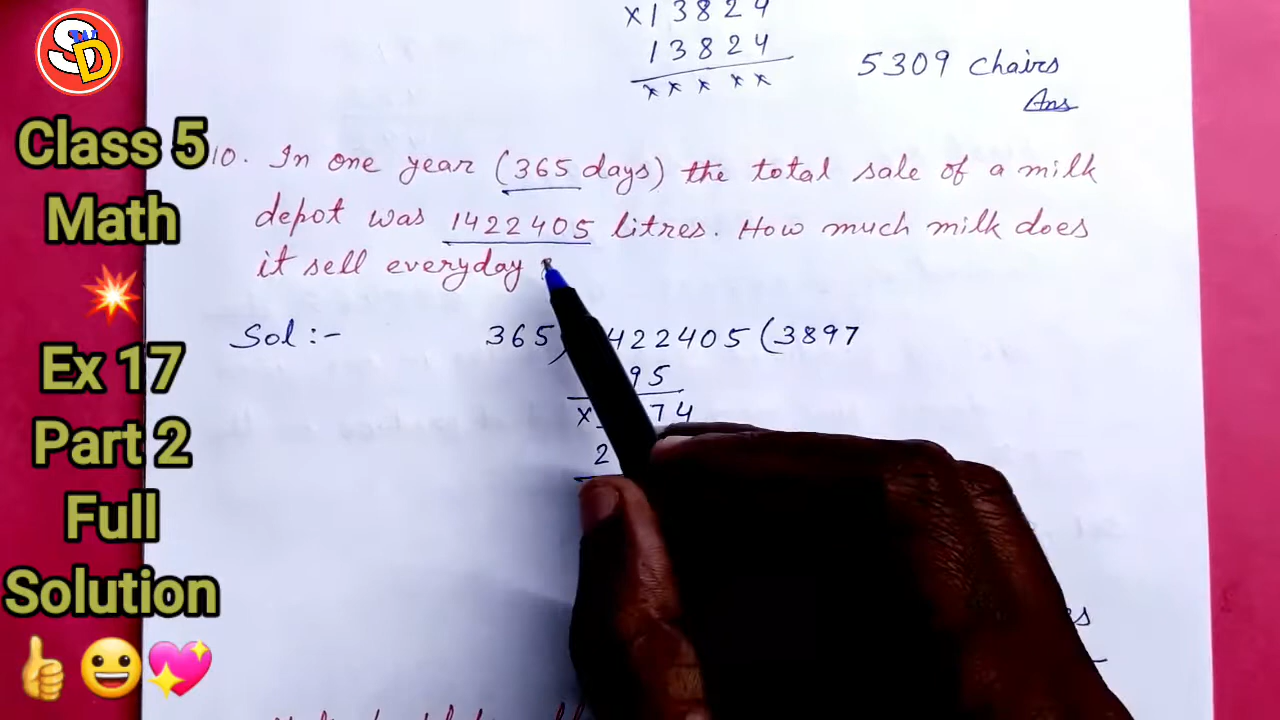 SD
Class 5
Math
Ex 17
Part 2
Full
Solution
x13824
13824
x x x x x
5309 chairs
Ans
10. In one year (365 days) the total sale of a milk
depot was 1422405 litres. How much milk does
it sell everyday
Sol :- 365) 422405 (3897
95
x 74
2